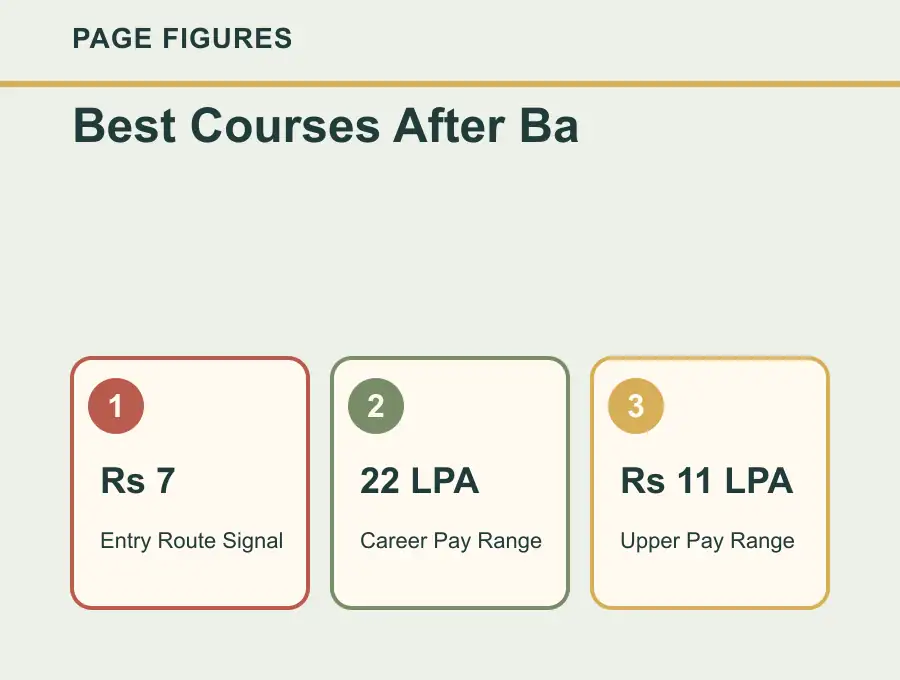 PAGE FIGURES
Best Courses After Ba
1
Rs 7
Entry Route Signal
2
22 LPA
Career Pay Range
3
Rs 11 LPA
Upper Pay Range